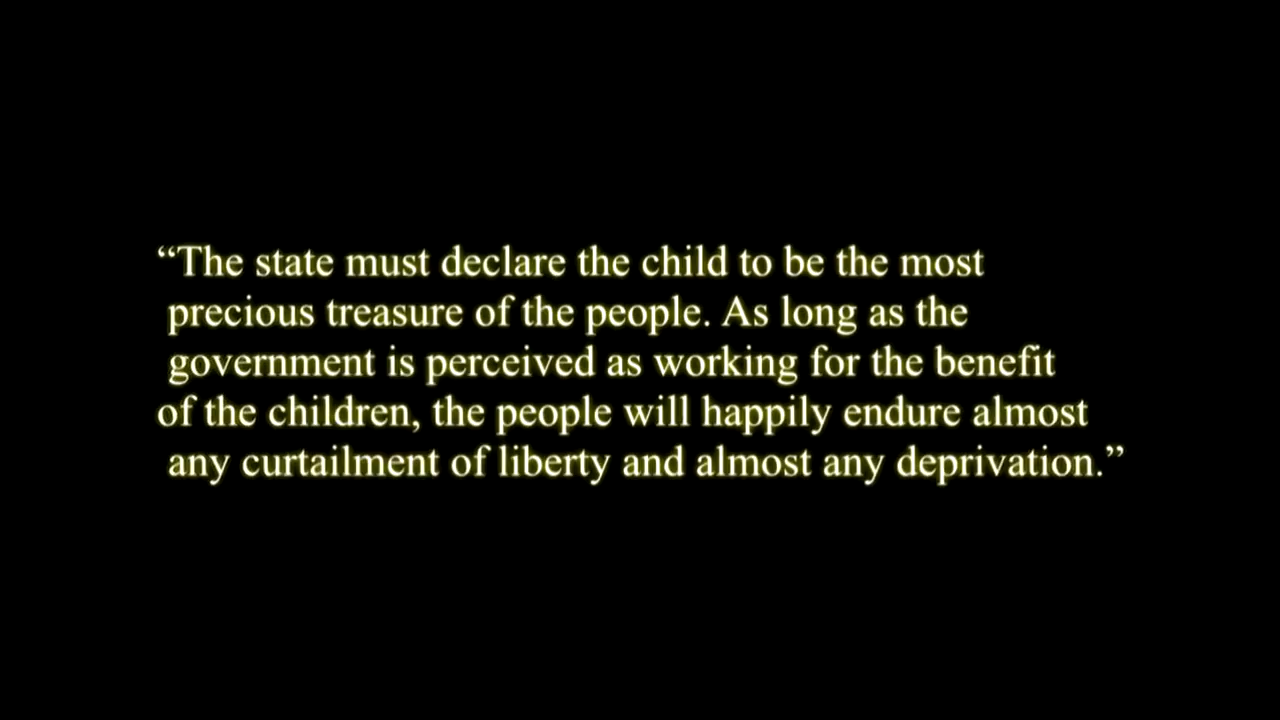 “The state must declare the child to be the most
precious treasure of the people. As long as the
government is perceived as working for the benefit
of the children, the people will happily endure almost
any curtailment of liberty and almost any deprivation.”